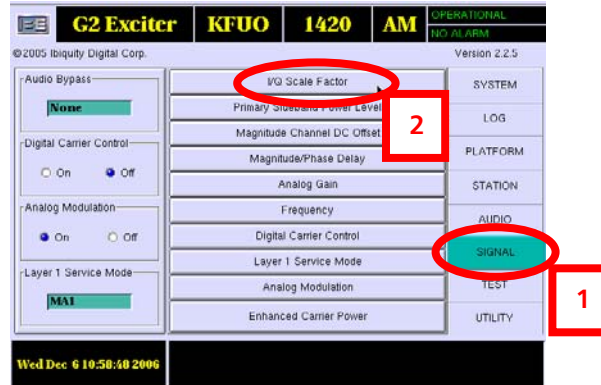 G2 Exciter KFUO 1420 AM OPERATIONAL
NO ALARM
©2005 Ibiquity Digital Corp. Version 2.2.5
Audio Bypass
None
Digital Carrier Control
On Off
Analog Modulation
On Off
Layer 1 Service Mode
MA1
I/Q Scale Factor
Primary Sideband Power Level
Magnitude Channel DC Offset
Magnitude/Phase Delay
Analog Gain
Frequency
Digital Carrier Control
Layer 1 Service Mode
Analog Modulation
Enhanced Carrier Power
2
SYSTEM
LOG
PLATFORM
STATION
AUDIO
SIGNAL
TEST
UTILITY
1
Wed Dec 6 10:58:48 2006